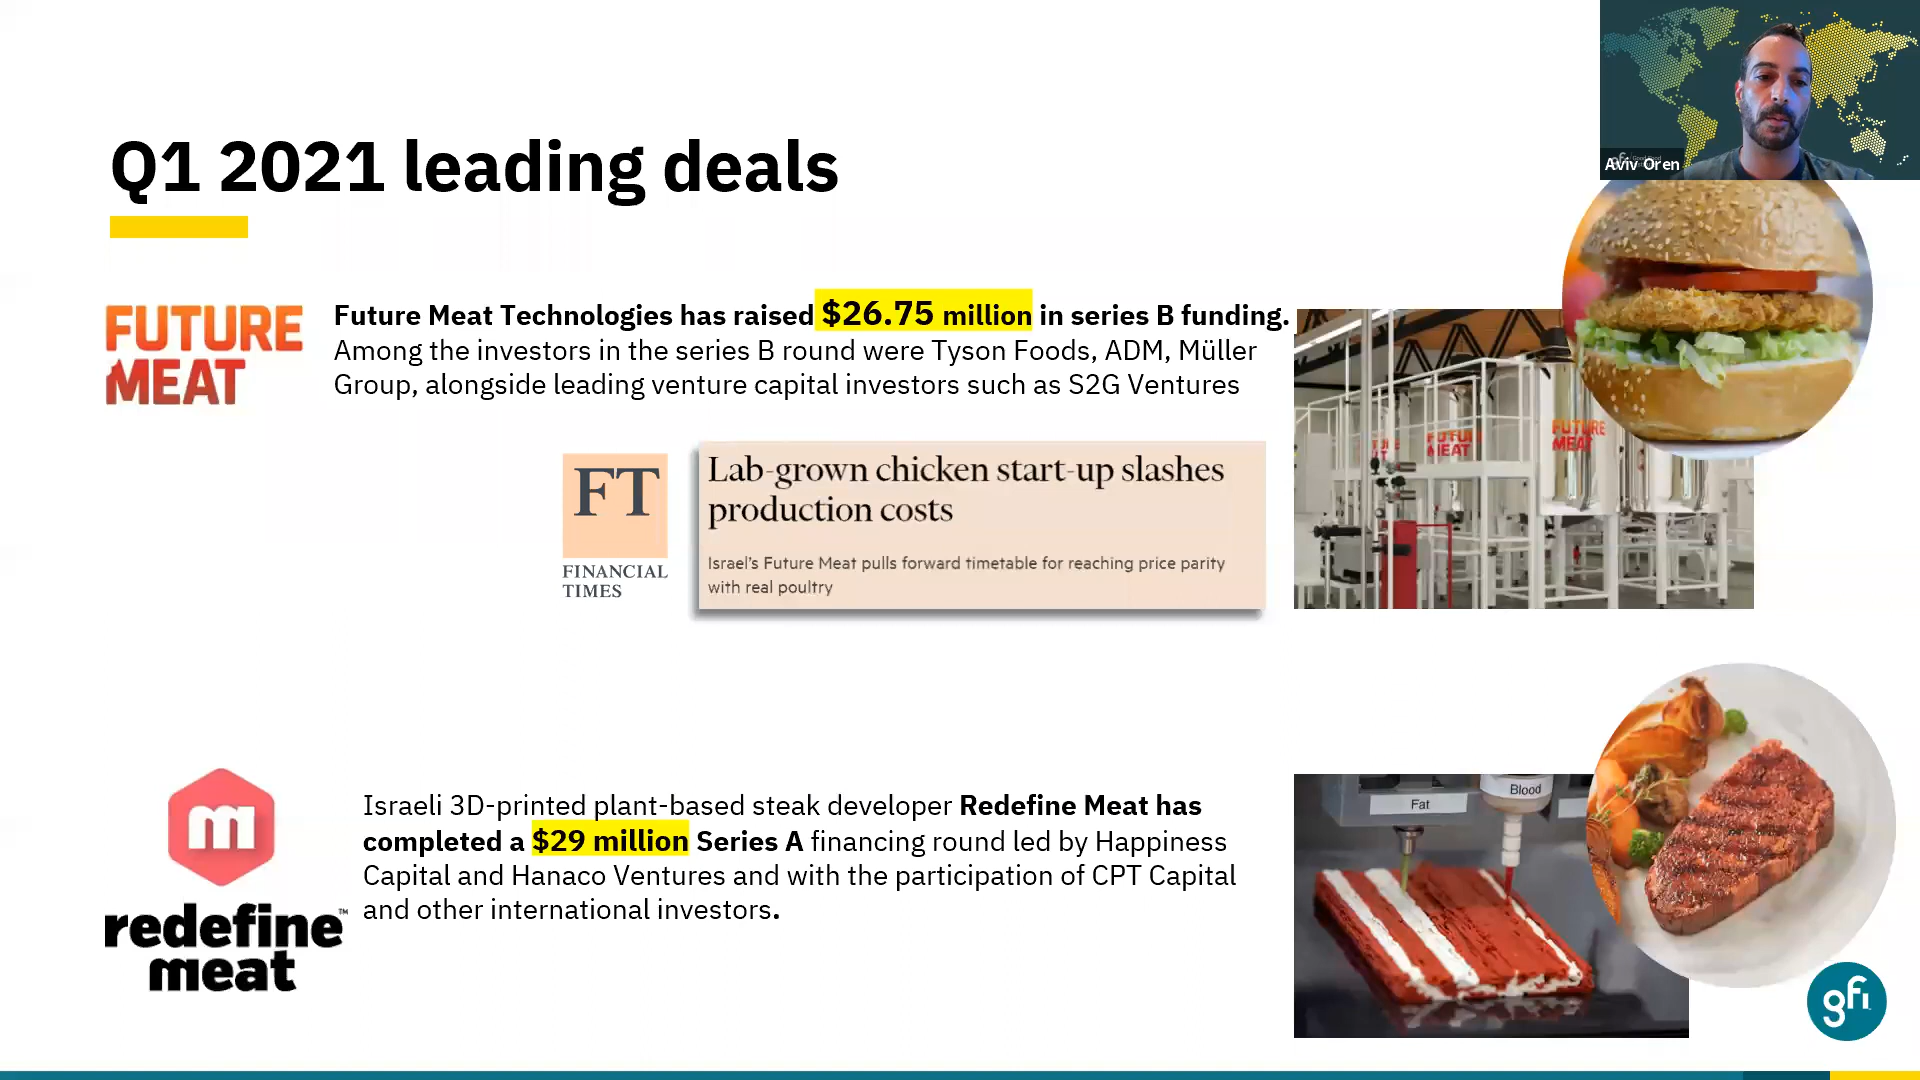 Aviv Oren
Q1 2021 leading deals
FUTURE
MEAT
Future Meat Technologies has raised $26.75 million in series B funding.
Among the investors in the series B round were Tyson Foods, ADM, Müller
Group, alongside leading venture capital investors such as S2G Ventures
FT
FINANCIAL
TIMES
Lab-grown chicken start-up slashes
production costs
Israel’s Future Meat pulls forward timetable for reaching price parity
with real poultry
FUTURE
MEAT
FUTURE
MEAT
m
redefine™
meat
Israeli 3D-printed plant-based steak developer Redefine Meat has
completed a $29 million Series A financing round led by Happiness
Capital and Hanaco Ventures and with the participation of CPT Capital
and other international investors.
Fat
Blood
gfi